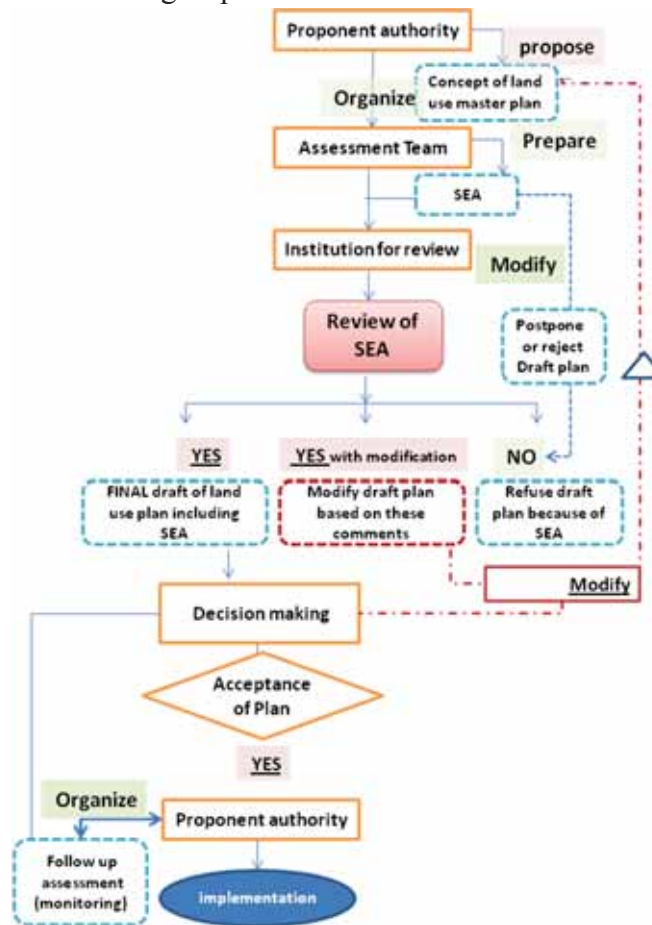 Proponent authority
propose
Concept of land
use master plan
Organize
Assessment Team
Prepare
SEA
Institution for review
Modify
Review of
SEA
Postpone
or reject
Draft plan
YES
YES with modification
NO
FINAL draft of land
use plan including
SEA
Modify draft plan
based on these
comments
Refuse draft
plan because of
SEA
Modify
Decision making
Acceptance
of Plan
YES
Organize
Proponent authority
Follow up
assessment
(monitoring)
implementation